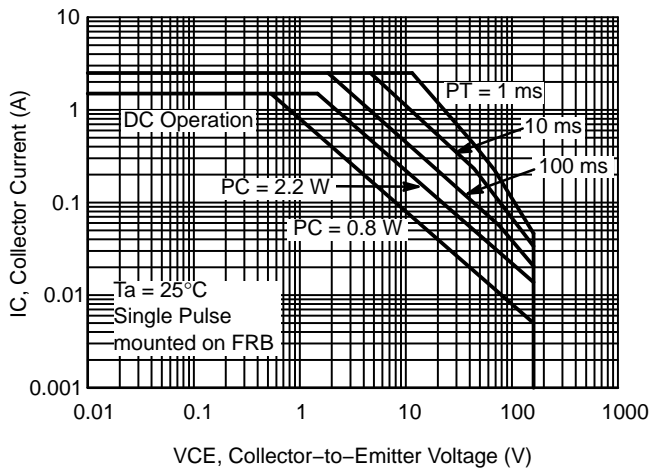 10
1
0.1
0.01
0.001
IC, Collector Current (A)
PT = 1 ms
DC Operation
10 ms
100 ms
PC = 2.2 W
PC = 0.8 W
Ta = 25°C
Single Pulse
mounted on FRB
0.01 0.1 1 10 100 1000
VCE, Collector−to−Emitter Voltage (V)